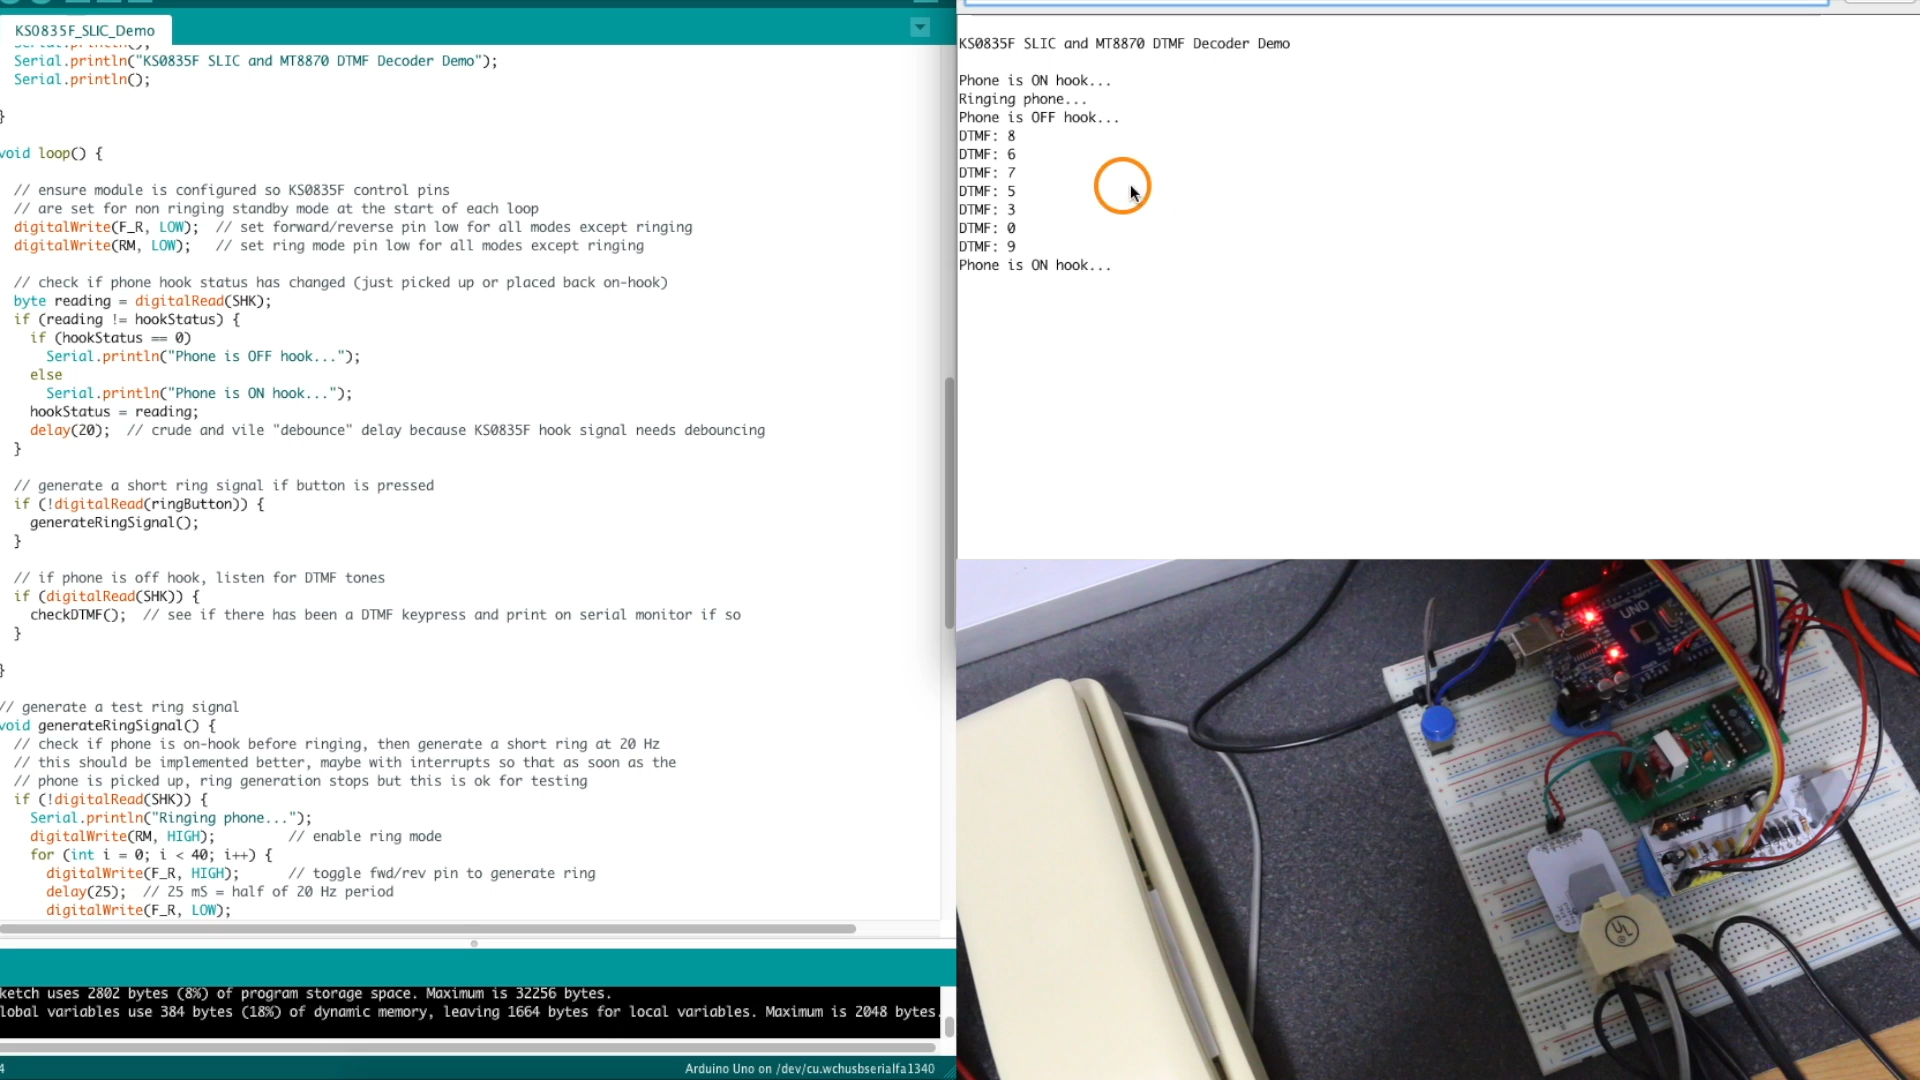 KS0835F_SLIC_Demo
Serial.println();
Serial.println("KS0835F SLIC and MT8870 DTMF Decoder Demo");
Serial.println();
}
void loop() {
// ensure module is configured so KS0835F control pins
// are set for non ringing standby mode at the start of each loop
digitalWrite(F_R, LOW);  // set forward/reverse pin low for all modes except ringing
digitalWrite(RM, LOW);   // set ring mode pin low for all modes except ringing
// check if phone hook status has changed (just picked up or placed back on-hook)
byte reading = digitalRead(SHK);
if (reading != hookStatus) {
if (hookStatus == 0)
Serial.println("Phone is OFF hook...");
else
Serial.println("Phone is ON hook...");
hookStatus = reading;
delay(20);  // crude and vile "debounce" delay because KS0835F hook signal needs debouncing
}
// generate a short ring signal if button is pressed
if (!digitalRead(ringButton)) {
generateRingSignal();
}
// if phone is off hook, listen for DTMF tones
if (digitalRead(SHK)) {
checkDTMF();  // see if there has been a DTMF keypress and print on serial monitor if so
}
}
// generate a test ring signal
void generateRingSignal() {
// check if phone is on-hook before ringing, then generate a short ring at 20 Hz
// this should be implemented better, maybe with interrupts so that as soon as the
// phone is picked up, ring generation stops but this is ok for testing
if (!digitalRead(SHK)) {
Serial.println("Ringing phone...");
digitalWrite(RM, HIGH);         // enable ring mode
for (int i = 0; i < 40; i++) {
digitalWrite(F_R, HIGH);      // toggle fwd/rev pin to generate ring
delay(25);  // 25 mS = half of 20 Hz period
digitalWrite(F_R, LOW);
ketch uses 2802 bytes (8%) of program storage space. Maximum is 32256 bytes.
lobal variables use 384 bytes (18%) of dynamic memory, leaving 1664 bytes for local variables. Maximum is 2048 bytes.
4
Arduino Uno on /dev/cu.wchusbserialfa1340
KS0835F SLIC and MT8870 DTMF Decoder Demo
Phone is ON hook...
Ringing phone...
Phone is OFF hook...
DTMF: 8
DTMF: 6
DTMF: 7
DTMF: 5
DTMF: 3
DTMF: 0
DTMF: 9
Phone is ON hook...
UNO
UL